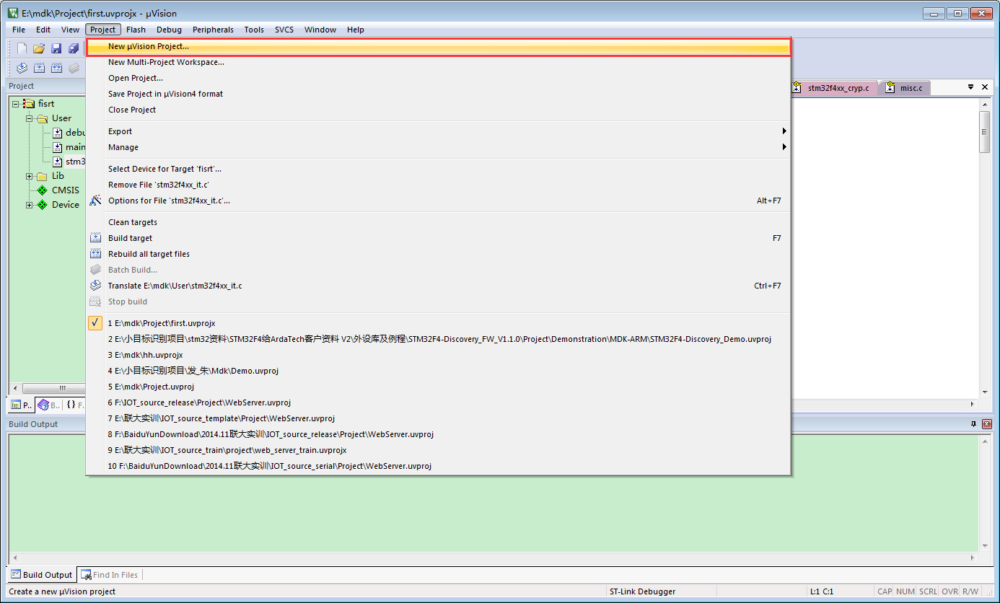 E:\mdk\Project\first.uvprojx - µVision
File Edit View Project Flash Debug Peripherals Tools SVCS Window Help
New µVision Project...
New Multi-Project Workspace...
Open Project...
Save Project in µVision4 format
Close Project
Export
Manage
Select Device for Target 'fisrt'...
Remove File 'stm32f4xx_it.c'
Options for File 'stm32f4xx_it.c'... Alt+F7
Clean targets
Build target F7
Rebuild all target files
Batch Build...
Translate E:\mdk\User\stm32f4xx_it.c Ctrl+F7
Stop build
1 E:\mdk\Project\first.uvprojx
2 E:\小目标识别项目\stm32资料\STM32F4给ArdaTech客户资料 V2\外设库及例程\STM32F4-Discovery_FW_V1.1.0\Project\Demonstration\MDK-ARM\STM32F4-Discovery_Demo.uvproj
3 E:\mdk\hh.uvprojx
4 E:\小目标识别项目\发_朱\Mdk\Demo.uvproj
5 E:\mdk\Project.uvproj
6 F:\IOT_source_release\Project\WebServer.uvproj
7 E:\联大实训\IOT_source_template\Project\WebServer.uvproj
8 F:\BaiduYunDownload\2014.11联大实训\IOT_source_release\Project\WebServer.uvproj
9 E:\联大实训\IOT_source_train\project\web_server_train.uvprojx
10 F:\BaiduYunDownload\2014.11联大实训\IOT_source_serial\Project\WebServer.uvproj
Project
fisrt
User
debu
main
stm3
Lib
CMSIS
Device
P.. B.. {} F.
stm32f4xx_cryp.c misc.c
Build Output
Build Output Find In Files
Create a new µVision project ST-Link Debugger L:1 C:1 CAP NUM SCRL OVR R/W